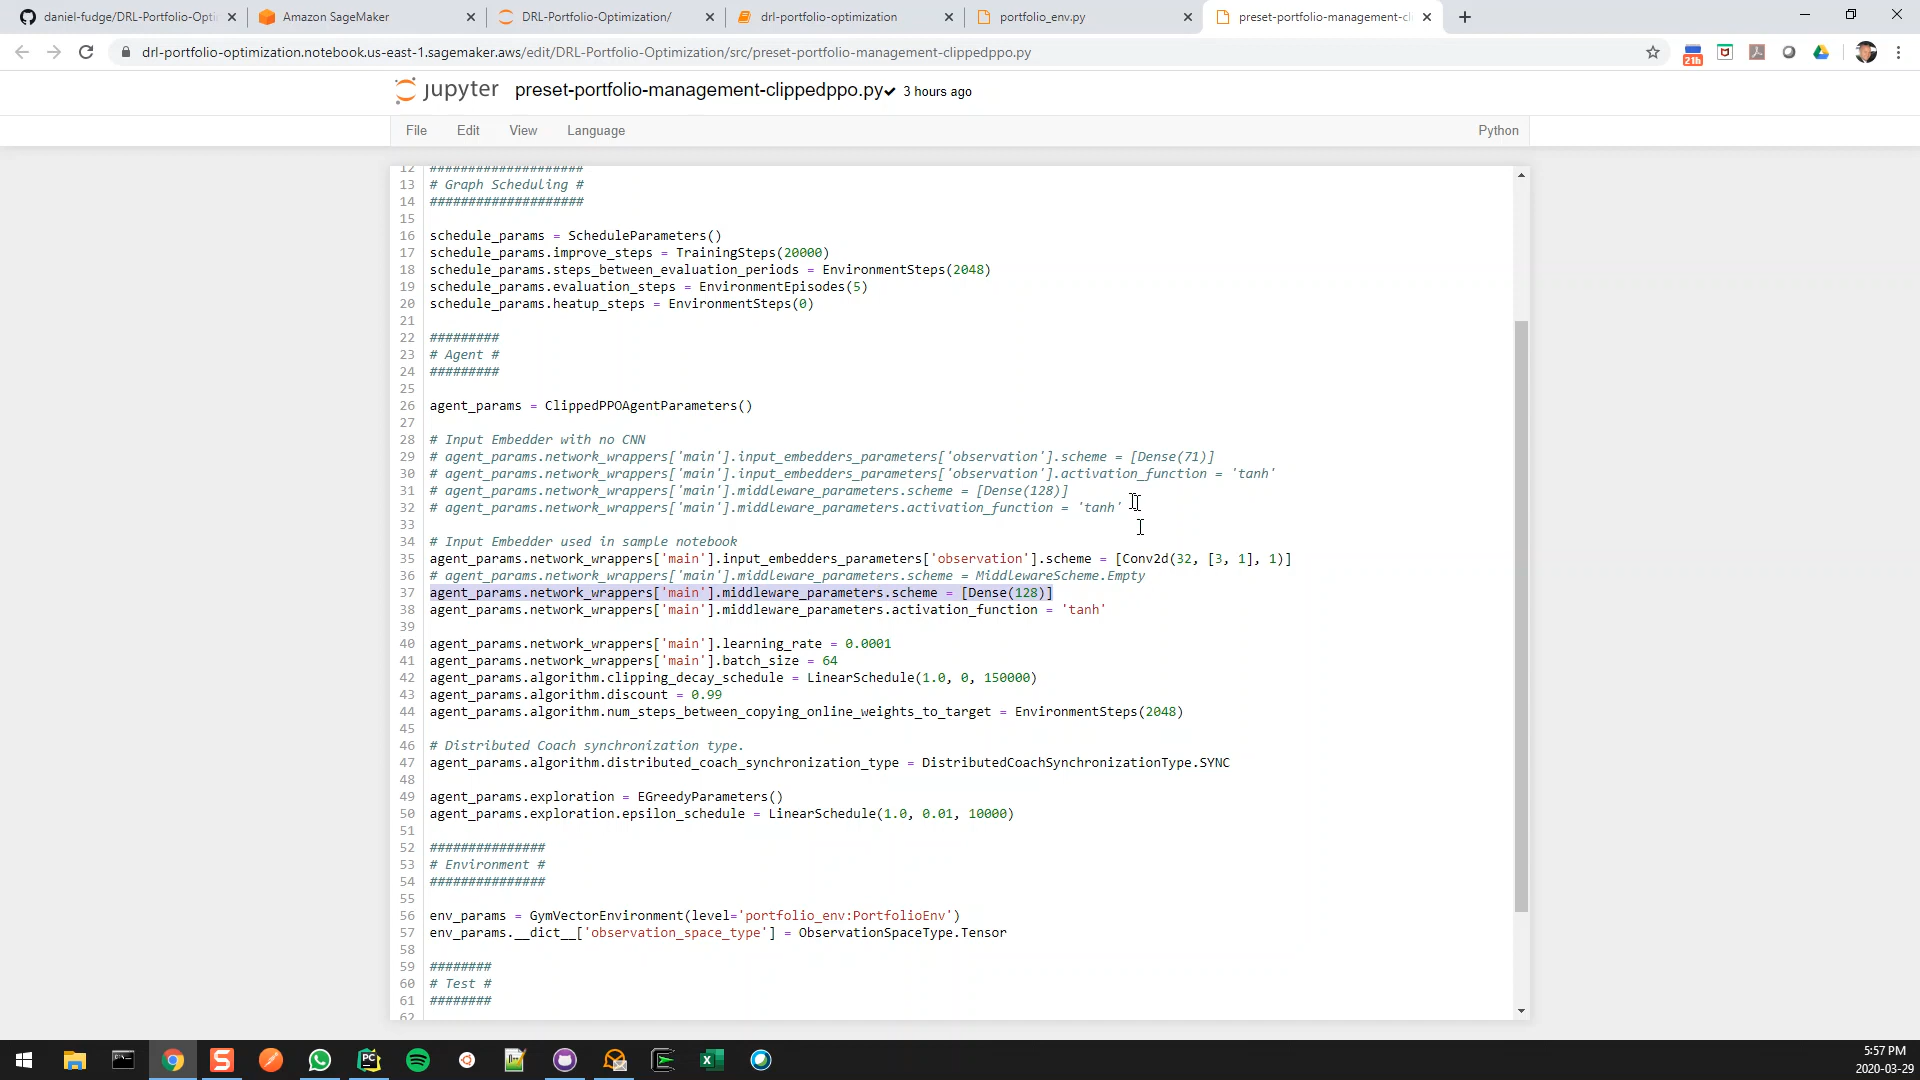 daniel-fudge/DRL-Portfolio-Opti
Amazon SageMaker
DRL-Portfolio-Optimization/
drl-portfolio-optimization
portfolio_env.py
preset-portfolio-management-cl
drl-portfolio-optimization.notebook.us-east-1.sagemaker.aws/edit/DRL-Portfolio-Optimization/src/preset-portfolio-management-clippedppo.py
21h
jupyter preset-portfolio-management-clippedppo.py 3 hours ago
File Edit View Language Python
12 ####################
13 # Graph Scheduling #
14 ####################
15
16 schedule_params = ScheduleParameters()
17 schedule_params.improve_steps = TrainingSteps(20000)
18 schedule_params.steps_between_evaluation_periods = EnvironmentSteps(2048)
19 schedule_params.evaluation_steps = EnvironmentEpisodes(5)
20 schedule_params.heatup_steps = EnvironmentSteps(0)
21
22 #########
23 # Agent #
24 #########
25
26 agent_params = ClippedPPOAgentParameters()
27
28 # Input Embedder with no CNN
29 # agent_params.network_wrappers['main'].input_embedders_parameters['observation'].scheme = [Dense(71)]
30 # agent_params.network_wrappers['main'].input_embedders_parameters['observation'].activation_function = 'tanh'
31 # agent_params.network_wrappers['main'].middleware_parameters.scheme = [Dense(128)]
32 # agent_params.network_wrappers['main'].middleware_parameters.activation_function = 'tanh'
33
34 # Input Embedder used in sample notebook
35 agent_params.network_wrappers['main'].input_embedders_parameters['observation'].scheme = [Conv2d(32, [3, 1], 1)]
36 # agent_params.network_wrappers['main'].middleware_parameters.scheme = MiddlewareScheme.Empty
37 agent_params.network_wrappers['main'].middleware_parameters.scheme = [Dense(128)]
38 agent_params.network_wrappers['main'].middleware_parameters.activation_function = 'tanh'
39
40 agent_params.network_wrappers['main'].learning_rate = 0.0001
41 agent_params.network_wrappers['main'].batch_size = 64
42 agent_params.algorithm.clipping_decay_schedule = LinearSchedule(1.0, 0, 150000)
43 agent_params.algorithm.discount = 0.99
44 agent_params.algorithm.num_steps_between_copying_online_weights_to_target = EnvironmentSteps(2048)
45
46 # Distributed Coach synchronization type.
47 agent_params.algorithm.distributed_coach_synchronization_type = DistributedCoachSynchronizationType.SYNC
48
49 agent_params.exploration = EGreedyParameters()
50 agent_params.exploration.epsilon_schedule = LinearSchedule(1.0, 0.01, 10000)
51
52 ###############
53 # Environment #
54 ###############
55
56 env_params = GymVectorEnvironment(level='portfolio_env:PortfolioEnv')
57 env_params.__dict__['observation_space_type'] = ObservationSpaceType.Tensor
58
59 ########
60 # Test #
61 ########
62
5:57 PM
2020-03-29